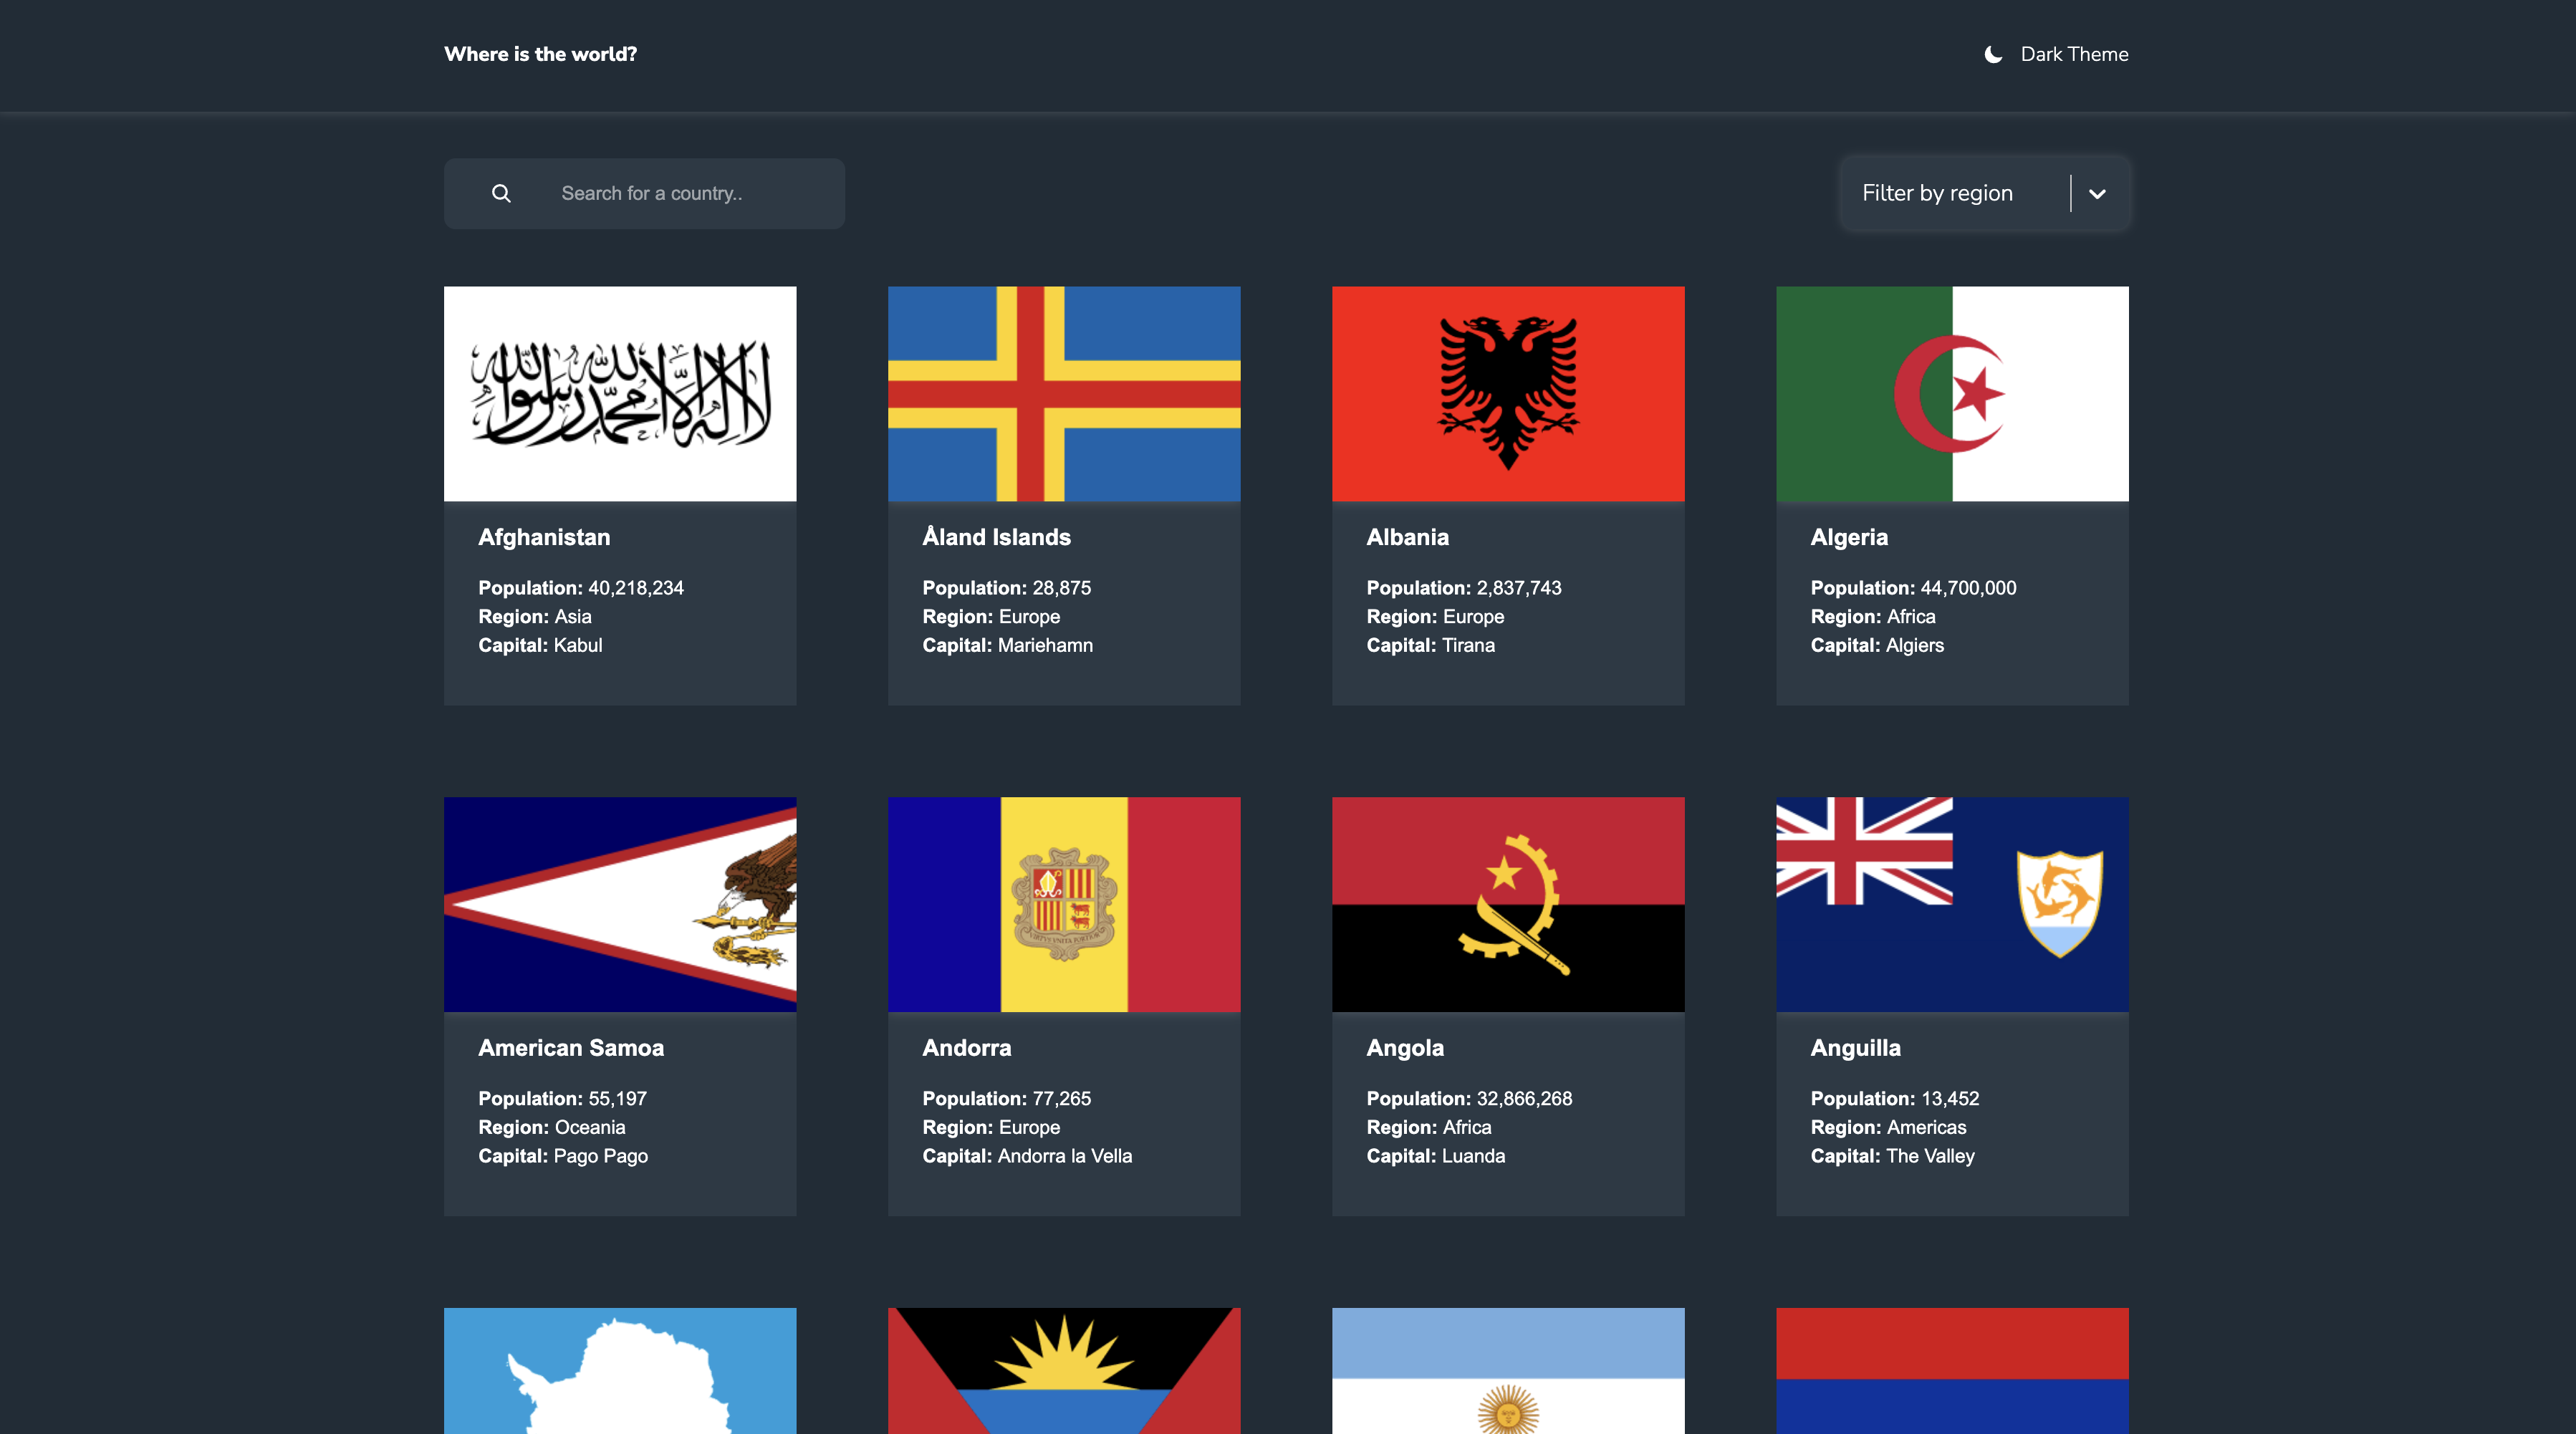 Where is the world?
Dark Theme
Search for a country..
Filter by region
لا إله إلا الله محمد رسول الله
Afghanistan
Population: 40,218,234
Region: Asia
Capital: Kabul
Åland Islands
Population: 28,875
Region: Europe
Capital: Mariehamn
Albania
Population: 2,837,743
Region: Europe
Capital: Tirana
Algeria
Population: 44,700,000
Region: Africa
Capital: Algiers
American Samoa
Population: 55,197
Region: Oceania
Capital: Pago Pago
VIRTVS VNITA FORTIOR
Andorra
Population: 77,265
Region: Europe
Capital: Andorra la Vella
Angola
Population: 32,866,268
Region: Africa
Capital: Luanda
Anguilla
Population: 13,452
Region: Americas
Capital: The Valley